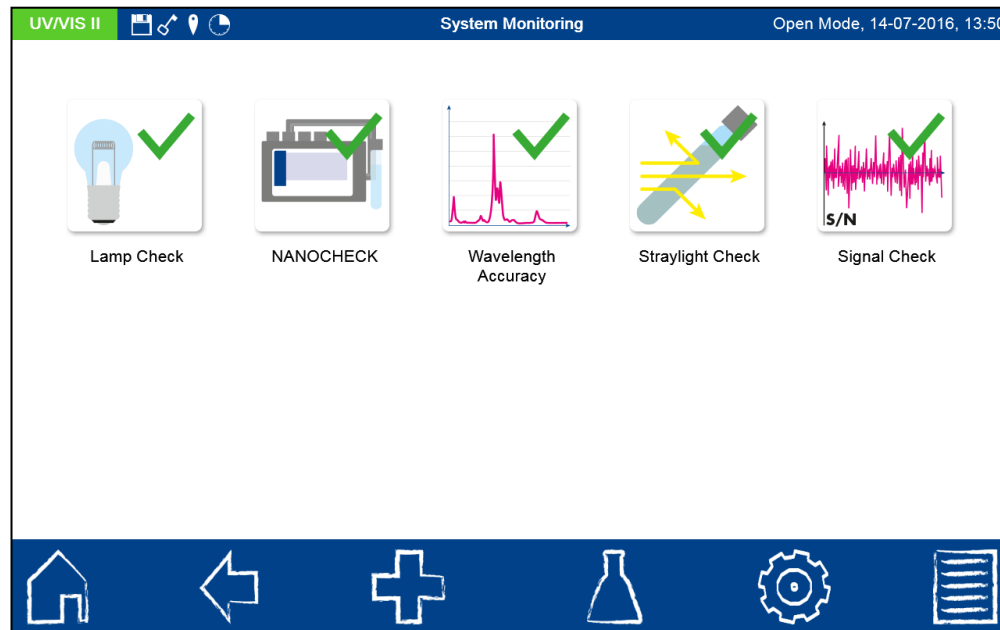 UV/VIS II
System Monitoring
Open Mode, 14-07-2016, 13:50
S/N
Lamp Check
NANOCHECK
Wavelength
Accuracy
Straylight Check
Signal Check